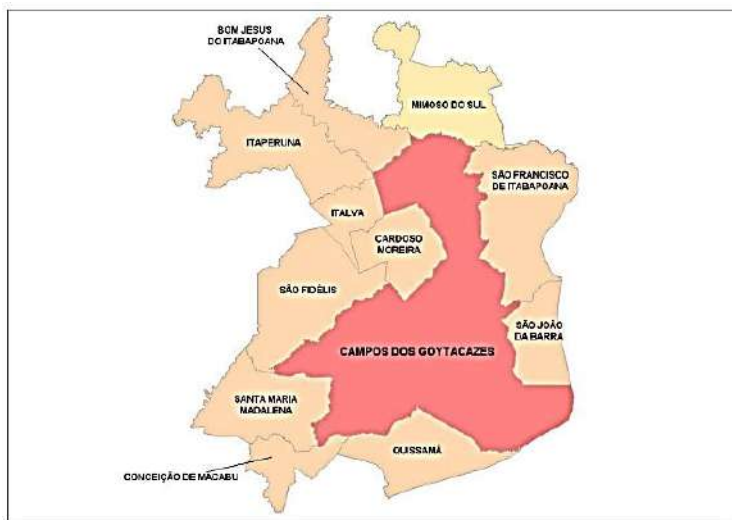 BOM JESUS
DO ITABAPOANA
MIMOSO DO SUL
ITAPERUNA
SÃO FRANCISCO
DE ITABAPOANA
ITALVA
CARDOSO
MOREIRA
SÃO FIDÉLIS
SÃO JOÃO
DA BARRA
CAMPOS DOS GOYTACAZES
SANTA MARIA
MADALENA
QUISSAMÃ
CONCEIÇÃO DE MACABU